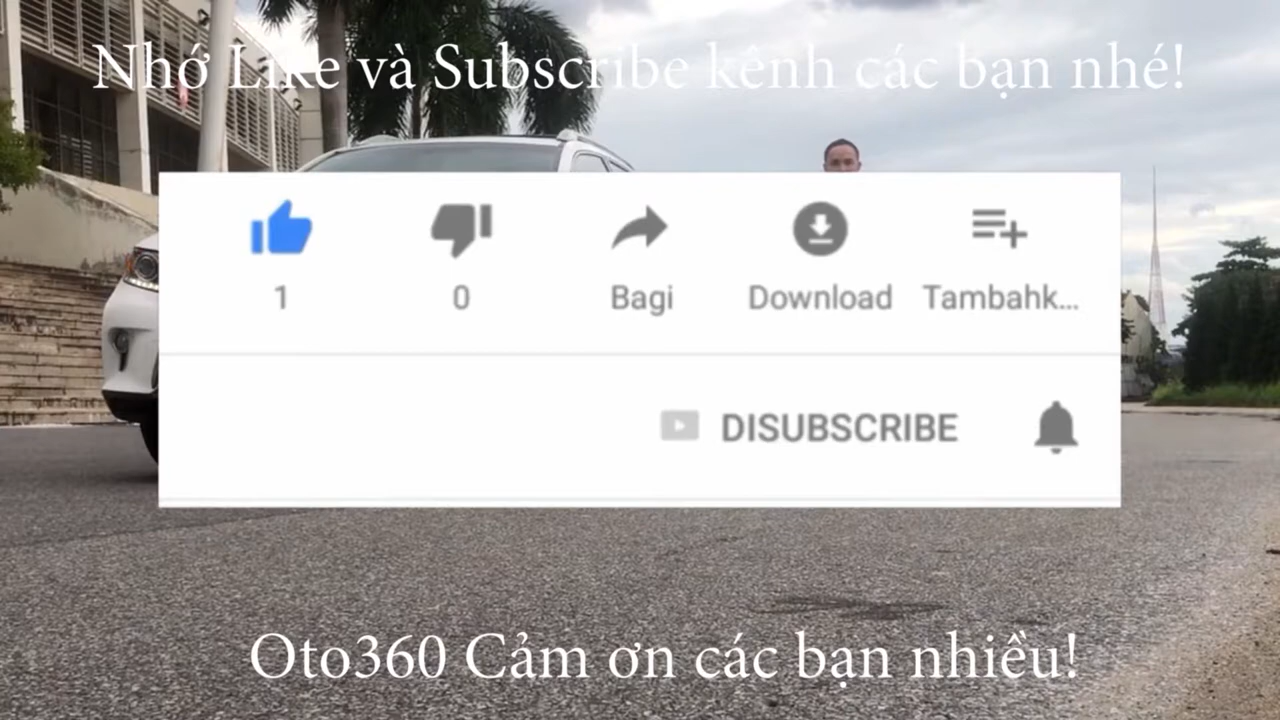 Nhớ Like và Subscribe kênh các bạn nhé!
1 0 Bagi Download Tambahk...
DISUBSCRIBE
Oto360 Cảm ơn các bạn nhiều!